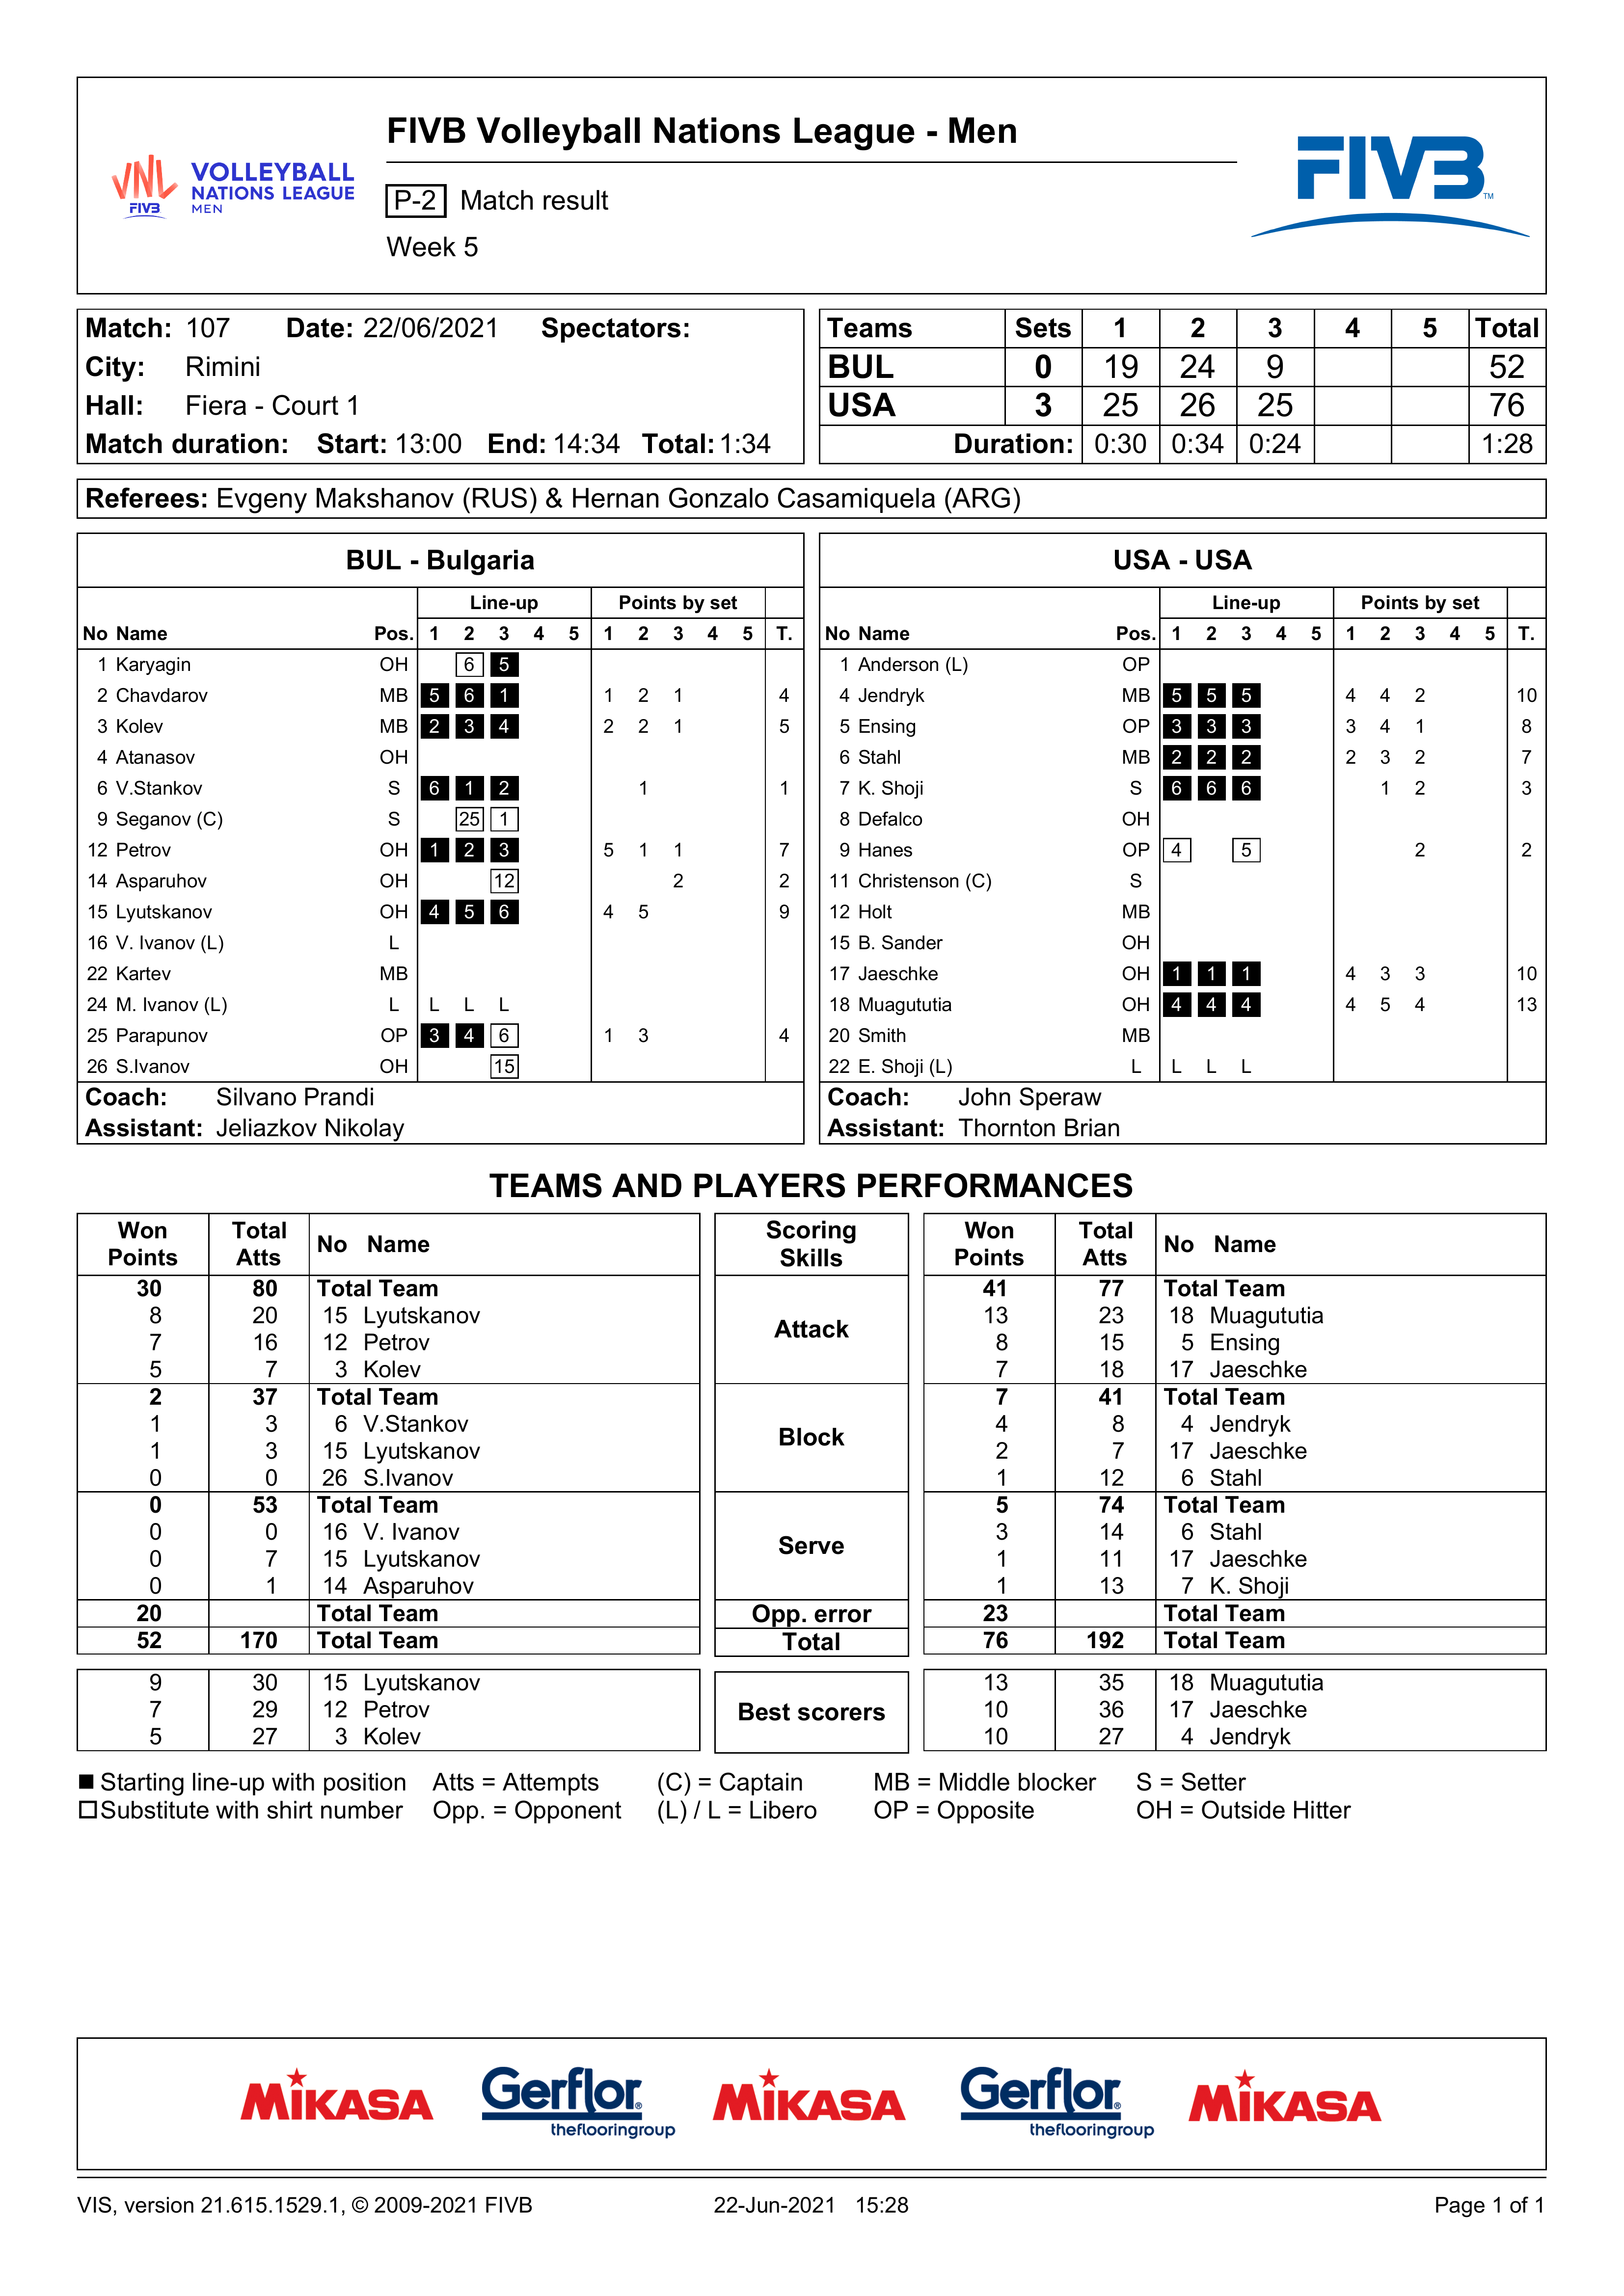 FIVB Volleyball Nations League - Men
VNL FIVB VOLLEYBALL NATIONS LEAGUE MEN
P-2 Match result
Week 5
FIVB TM
Match: 107 Date: 22/06/2021 Spectators:
City: Rimini
Hall: Fiera - Court 1
Match duration: Start: 13:00 End: 14:34 Total: 1:34
Teams Sets 1 2 3 4 5 Total
BUL 0 19 24 9 52
USA 3 25 26 25 76
Duration: 0:30 0:34 0:24 1:28
Referees: Evgeny Makshanov (RUS) & Hernan Gonzalo Casamiquela (ARG)
BUL - Bulgaria
Line-up Points by set
No Name Pos. 1 2 3 4 5 1 2 3 4 5 T.
1 Karyagin OH 6 5
2 Chavdarov MB 5 6 1 1 2 1 4
3 Kolev MB 2 3 4 2 2 1 5
4 Atanasov OH
6 V.Stankov S 6 1 2 1 1
9 Seganov (C) S 25 1
12 Petrov OH 1 2 3 5 1 1 7
14 Asparuhov OH 12 2 2
15 Lyutskanov OH 4 5 6 4 5 9
16 V. Ivanov (L) L
22 Kartev MB
24 M. Ivanov (L) L L L L
25 Parapunov OP 3 4 6 1 3 4
26 S.Ivanov OH 15
Coach: Silvano Prandi
Assistant: Jeliazkov Nikolay
USA - USA
Line-up Points by set
No Name Pos. 1 2 3 4 5 1 2 3 4 5 T.
1 Anderson (L) OP
4 Jendryk MB 5 5 5 4 4 2 10
5 Ensing OP 3 3 3 3 4 1 8
6 Stahl MB 2 2 2 2 3 2 7
7 K. Shoji S 6 6 6 1 2 3
8 Defalco OH
9 Hanes OP 4 5 2 2
11 Christenson (C) S
12 Holt MB
15 B. Sander OH
17 Jaeschke OH 1 1 1 4 3 3 10
18 Muagututia OH 4 4 4 4 5 4 13
20 Smith MB
22 E. Shoji (L) L L L L
Coach: John Speraw
Assistant: Thornton Brian
TEAMS AND PLAYERS PERFORMANCES
Won Points Total Atts No Name Scoring Skills Won Points Total Atts No Name
30 80 Total Team Attack 41 77 Total Team
8 20 15 Lyutskanov 13 23 18 Muagututia
7 16 12 Petrov 8 15 5 Ensing
5 7 3 Kolev 7 18 17 Jaeschke
2 37 Total Team Block 7 41 Total Team
1 3 6 V.Stankov 4 8 4 Jendryk
1 3 15 Lyutskanov 2 7 17 Jaeschke
0 0 26 S.Ivanov 1 12 6 Stahl
0 53 Total Team Serve 5 74 Total Team
0 0 16 V. Ivanov 3 14 6 Stahl
0 7 15 Lyutskanov 1 11 17 Jaeschke
0 1 14 Asparuhov 1 13 7 K. Shoji
20 Total Team Opp. error 23 Total Team
52 170 Total Team Total 76 192 Total Team
9 30 15 Lyutskanov Best scorers 13 35 18 Muagututia
7 29 12 Petrov 10 36 17 Jaeschke
5 27 3 Kolev 10 27 4 Jendryk
Starting line-up with position Atts = Attempts (C) = Captain MB = Middle blocker S = Setter
Substitute with shirt number Opp. = Opponent (L) / L = Libero OP = Opposite OH = Outside Hitter
MIKASA Gerflor® theflooringgroup MIKASA Gerflor® theflooringgroup MIKASA
VIS, version 21.615.1529.1, © 2009-2021 FIVB 22-Jun-2021 15:28 Page 1 of 1